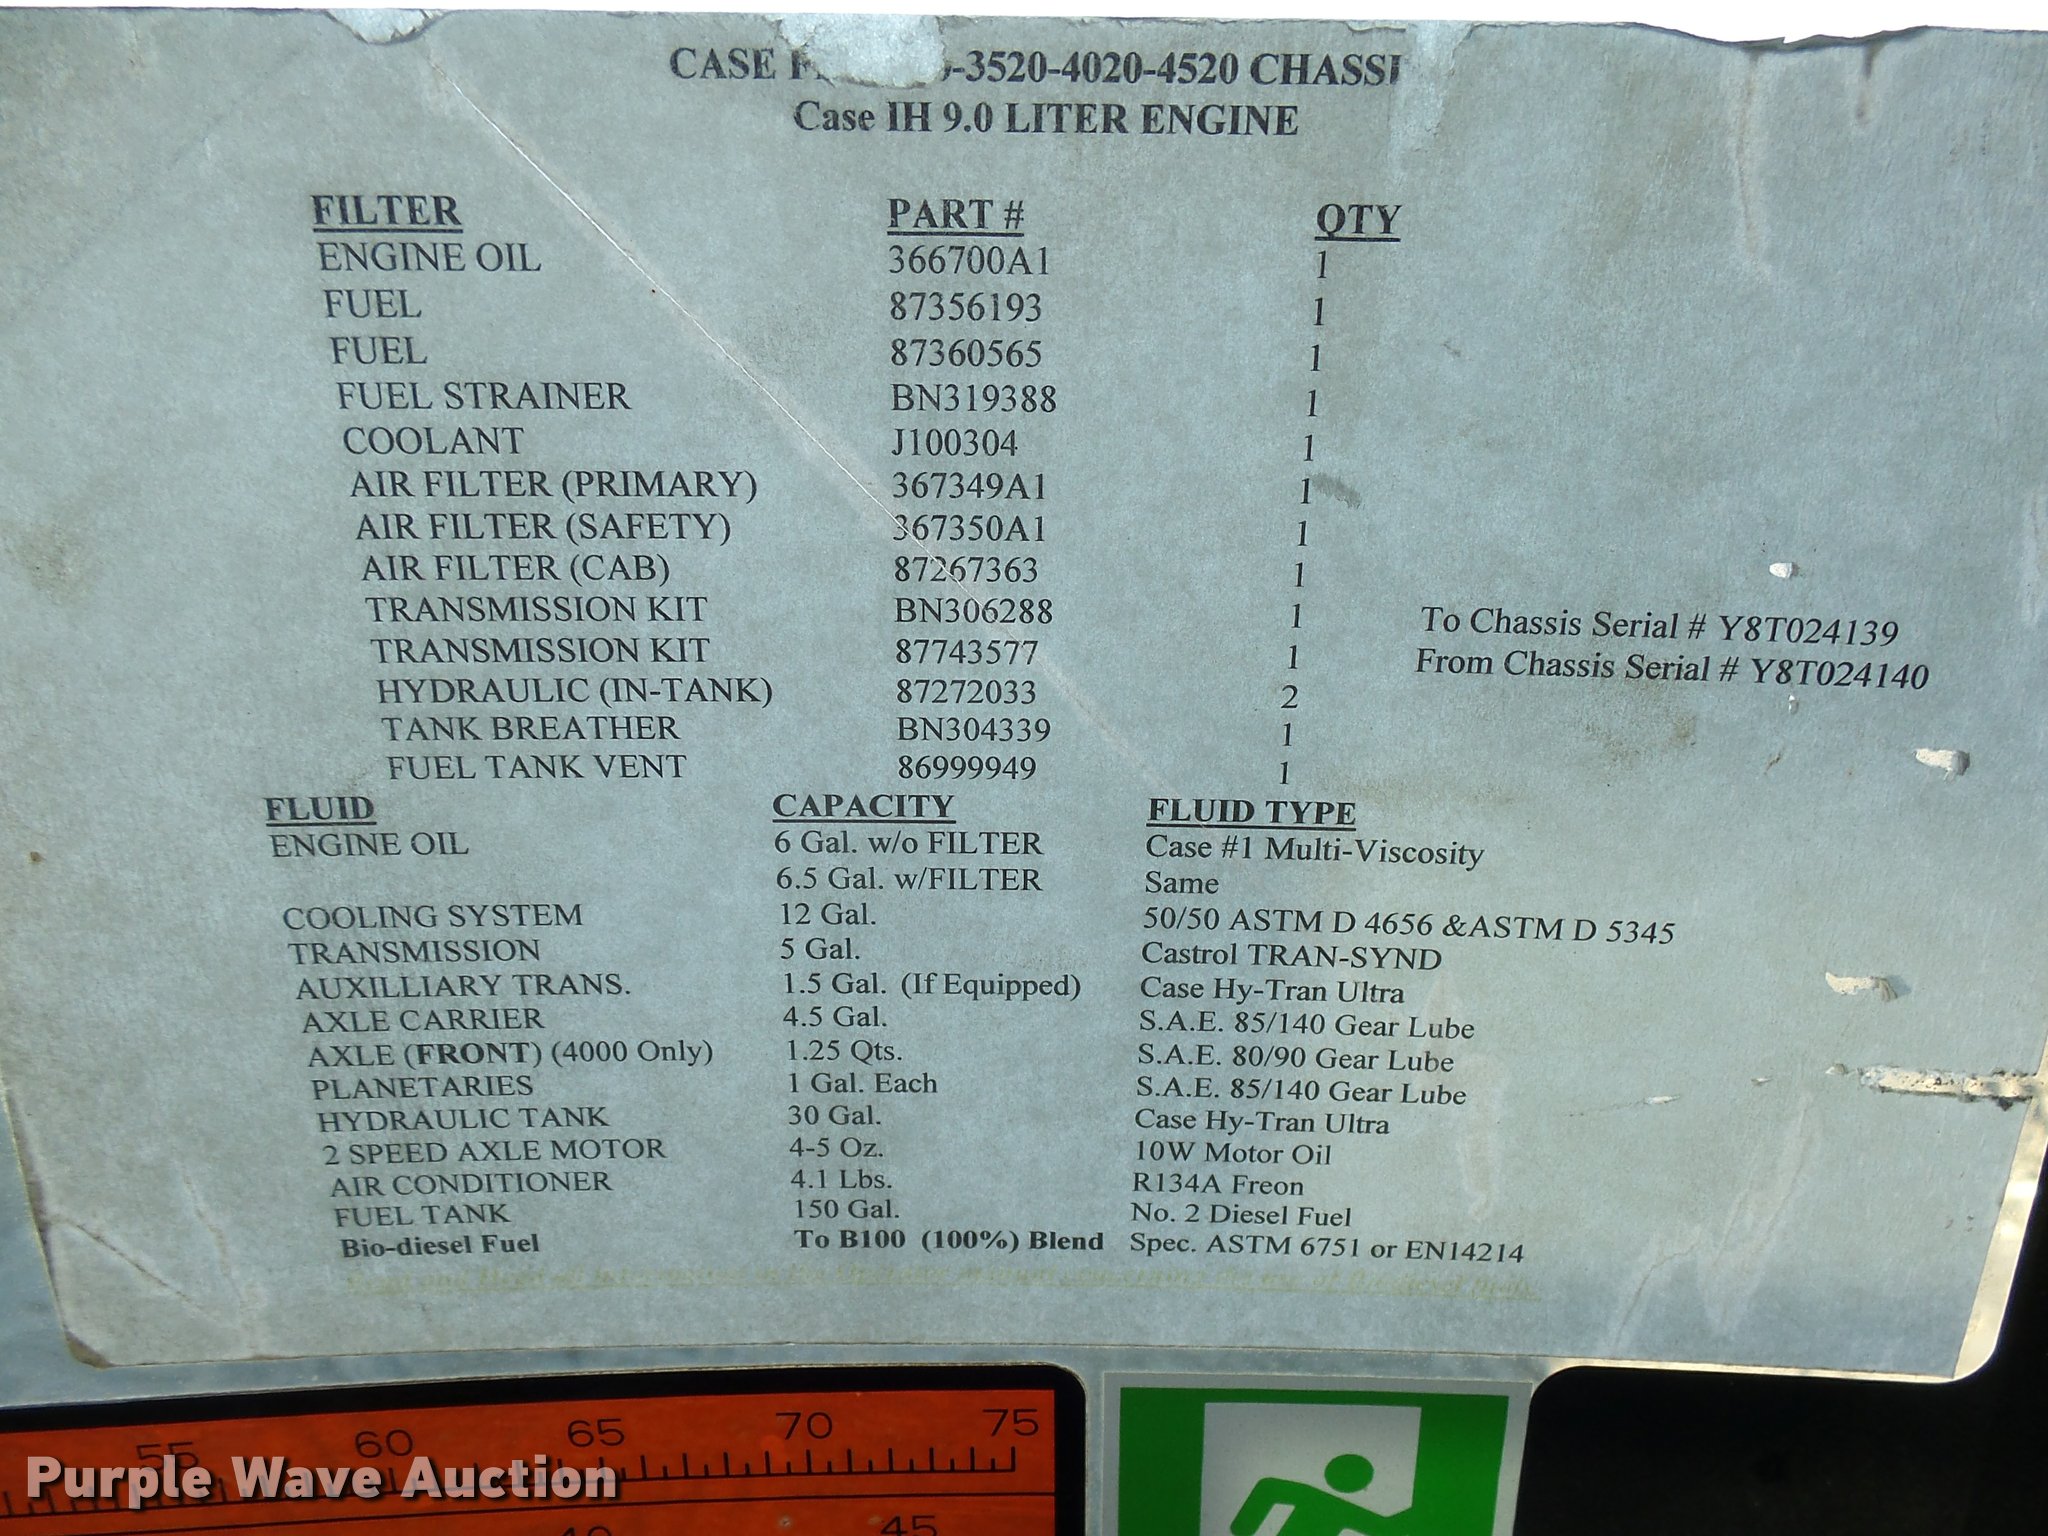 CASE -3520-4020-4520 CHASSI
Case IH 9.0 LITER ENGINE
FILTER PART # QTY
ENGINE OIL 366700A1 1
FUEL 87356193 1
FUEL 87360565 1
FUEL STRAINER BN319388 1
COOLANT J100304 1
AIR FILTER (PRIMARY) 367349A1 1
AIR FILTER (SAFETY) 367350A1 1
AIR FILTER (CAB) 87267363 1
TRANSMISSION KIT BN306288 1 To Chassis Serial # Y8T024139
TRANSMISSION KIT 87743577 1 From Chassis Serial # Y8T024140
HYDRAULIC (IN-TANK) 87272033 2
TANK BREATHER BN304339 1
FUEL TANK VENT 86999949 1
FLUID CAPACITY FLUID TYPE
ENGINE OIL 6 Gal. w/o FILTER Case #1 Multi-Viscosity
6.5 Gal. w/FILTER Same
COOLING SYSTEM 12 Gal. 50/50 ASTM D 4656 &ASTM D 5345
TRANSMISSION 5 Gal. Castrol TRAN-SYND
AUXILLIARY TRANS. 1.5 Gal. (If Equipped) Case Hy-Tran Ultra
AXLE CARRIER 4.5 Gal. S.A.E. 85/140 Gear Lube
AXLE (FRONT) (4000 Only) 1.25 Qts. S.A.E. 80/90 Gear Lube
PLANETARIES 1 Gal. Each S.A.E. 85/140 Gear Lube
HYDRAULIC TANK 30 Gal. Case Hy-Tran Ultra
2 SPEED AXLE MOTOR 4-5 Oz. 10W Motor Oil
AIR CONDITIONER 4.1 Lbs. R134A Freon
FUEL TANK 150 Gal. No. 2 Diesel Fuel
Bio-diesel Fuel To B100 (100%) Blend Spec. ASTM 6751 or EN14214
55 60 65 70 75
Purple Wave Auction
40 45